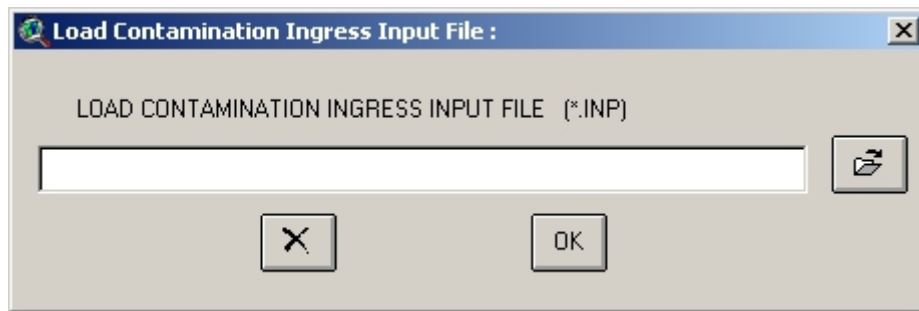 Load Contamination Ingress Input File :
LOAD CONTAMINATION INGRESS INPUT FILE (*.INP)
OK